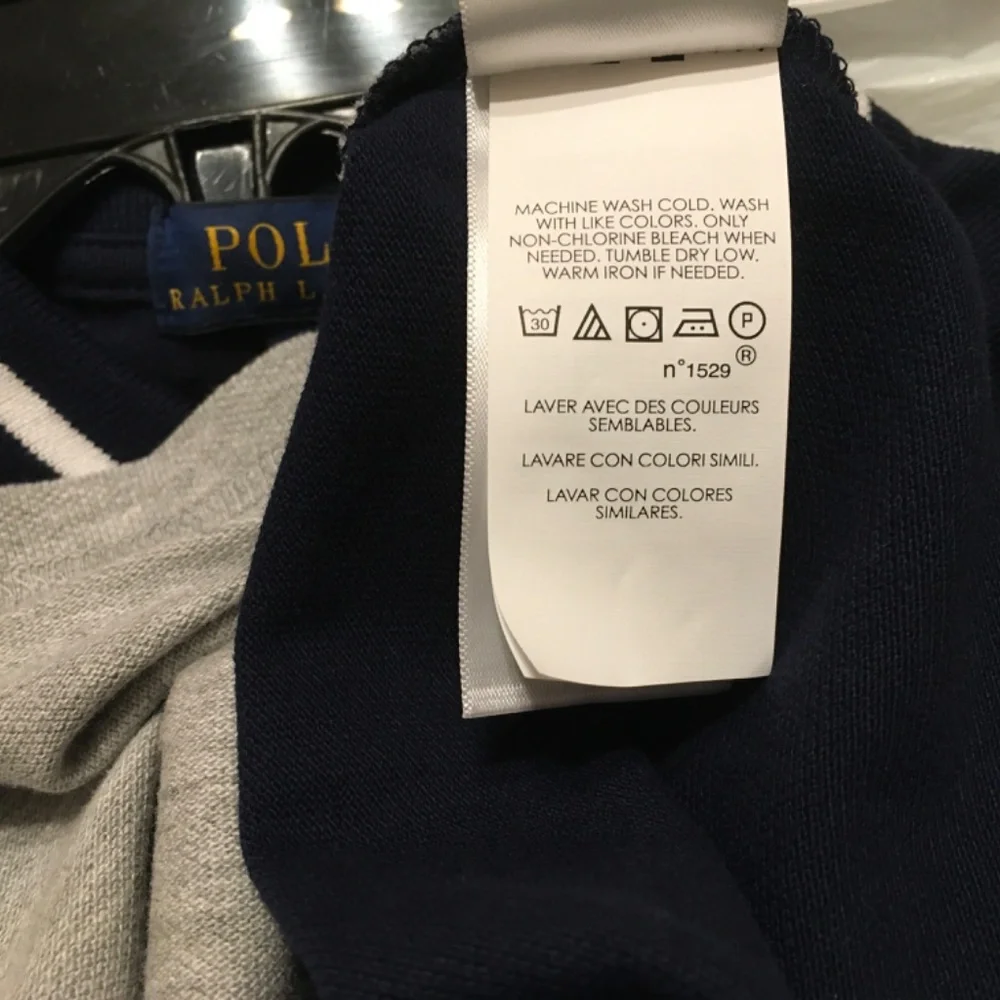 POL
RALPH L
MACHINE WASH COLD. WASH
WITH LIKE COLORS. ONLY
NON-CHLORINE BLEACH WHEN
NEEDED. TUMBLE DRY LOW.
WARM IRON IF NEEDED.
30 P
n°1529 ®
LAVER AVEC DES COULEURS
SEMBLABLES.
LAVARE CON COLORI SIMILI.
LAVAR CON COLORES
SIMILARES.